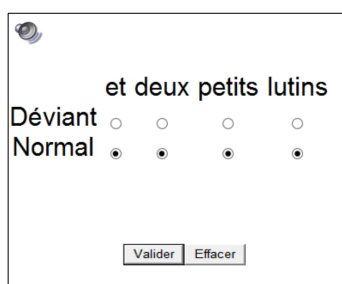 et deux petits lutins
Déviant
Normal
Valider Effacer